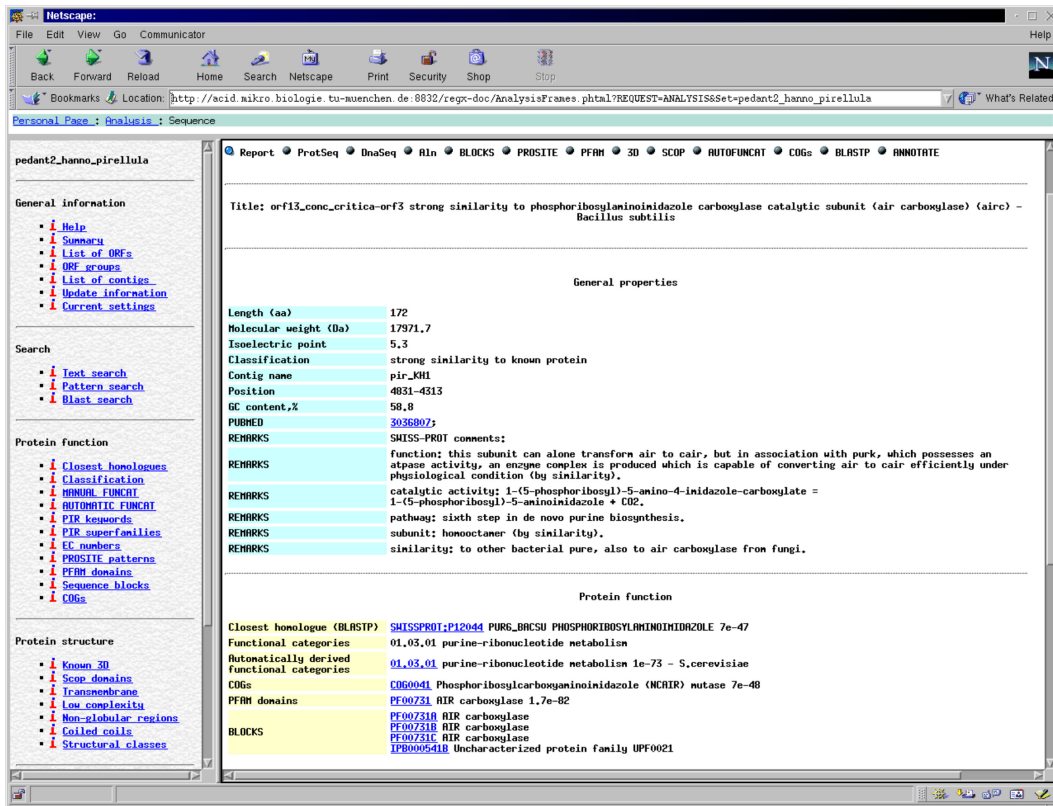 Netscape:
File Edit View Go Communicator Help
Back Forward Reload Home Search Netscape Print Security Shop Stop
My
N
Bookmarks Location: http://acid.mikro.biologie.tu-muenchen.de:8832/regx-doc/AnalysisFrames.phtml?REQUEST=ANALYSIS&Set=pedant2_hanno_pirellula What's Related
Personal Page : Analysis : Sequence
pedant2_hanno_pirellula
General information
i Help
i Summary
i List of ORFs
i ORF groups
i List of contigs
i Update information
i Current settings
Search
i Text search
i Pattern search
i Blast search
Protein function
i Closest homologues
i Classification
i MANUAL FUNCAT
i AUTOMATIC FUNCAT
i PIR keywords
i PIR superfamilies
i EC numbers
i PROSITE patterns
i PFAM domains
i Sequence blocks
i COGs
Protein structure
i Known 3D
i Scop domains
i Transmembrane
i Low complexity
i Non-globular regions
i Coiled coils
i Structural classes
Report ProtSeq DnaSeq Aln BLOCKS PROSITE PFAM 3D SCOP AUTOFUNCAT COGs BLASTP ANNOTATE
Title: orf13_conc_critica-orf3 strong similarity to phosphoribosylaminoimidazole carboxylase catalytic subunit (air carboxylase) (airc) -
Bacillus subtilis
General properties
Length (aa) 172
Molecular weight (Da) 17971.7
Isoelectric point 5.3
Classification strong similarity to known protein
Contig name pir_KH1
Position 4831-4313
GC content,% 58.8
PUBMED 3036807;
REMARKS SWISS-PROT comments:
REMARKS function: this subunit can alone transform air to cair, but in association with purk, which possesses an
atpase activity, an enzyme complex is produced which is capable of converting air to cair efficiently under
physiological condition (by similarity).
REMARKS catalytic activity: 1-(5-phosphoribosyl)-5-amino-4-imidazole-carboxylate =
1-(5-phosphoribosyl)-5-aminoimidazole + CO2.
REMARKS pathway: sixth step in de novo purine biosynthesis.
REMARKS subunit: homooctamer (by similarity).
REMARKS similarity: to other bacterial pure, also to air carboxylase from fungi.
Protein function
Closest homologue (BLASTP) SWISSPROT:P12044 PUR6_BACSU PHOSPHORIBOSYLAMINOIMIDAZOLE 7e-47
Functional categories 01.03.01 purine-ribonucleotide metabolism
Automatically derived
functional categories 01.03.01 purine-ribonucleotide metabolism 1e-73 - S.cerevisiae
COGs COG0041 Phosphoribosylcarboxyaminoimidazole (NCAIR) mutase 7e-48
PFAM domains PF00731 AIR carboxylase 1.7e-82
BLOCKS PF00731A AIR carboxylase
PF00731B AIR carboxylase
PF00731C AIR carboxylase
IPB000541B Uncharacterized protein family UPF0021